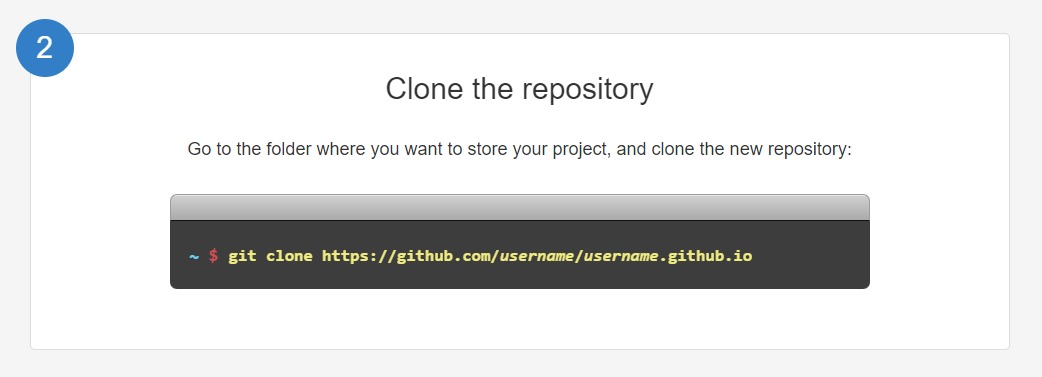 2
Clone the repository
Go to the folder where you want to store your project, and clone the new repository:
~ $ git clone https://github.com/username/username.github.io